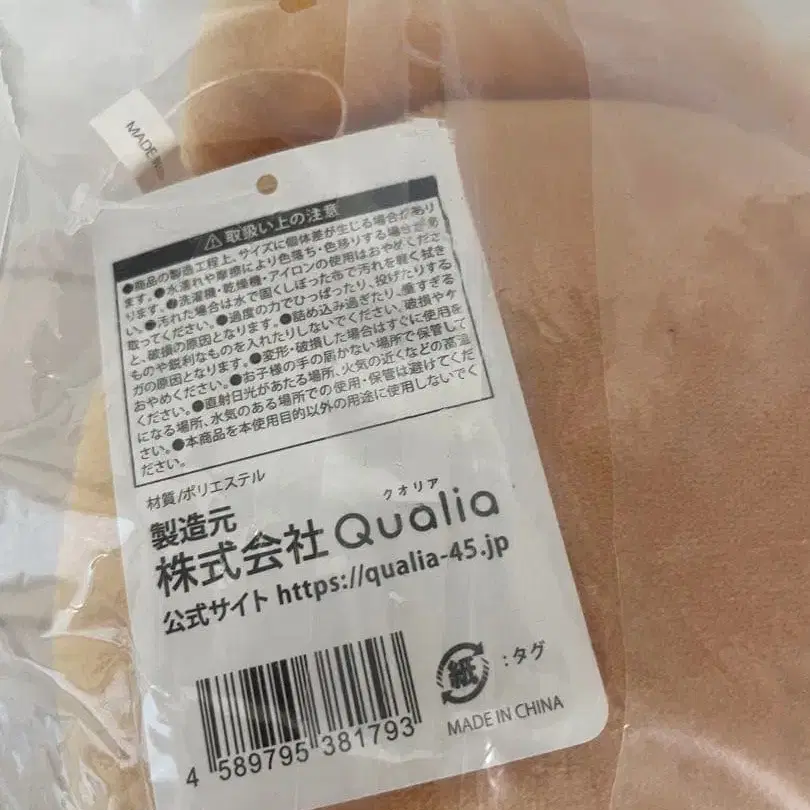 MADE IN
⚠取扱い上の注意
●商品の製造工程上、サイズに個体差が生じる場合があり
ます。●水濡れや摩擦により色落ち・色移りする場合があ
ります。●洗濯機・乾燥機・アイロンの使用はおやめくださ
い。●汚れた場合は水で固くしぼった布で汚れを軽く拭き
取ってください。●過度の力でひっぱったり、投げたりする
と、破損の原因となります。●詰め込み過ぎたり、重すぎる
ものや鋭利なものを入れたりしないでください。破損やケ
ガの原因となります。●変形・破損した場合はすぐに使用を
おやめください。●お子様の手の届かない場所で保管して
ください。●直射日光があたる場所、火気の近くなどの高温
になる場所、水気のある場所での使用・保管は避けてくだ
さい。●本商品を本使用目的以外の用途に使用しないでく
ださい。
材質/ポリエステル
製造元
クオリア
株式会社Qualia
公式サイト https://qualia-45.jp
紙:タグ
MADE IN CHINA
4 589795 381793